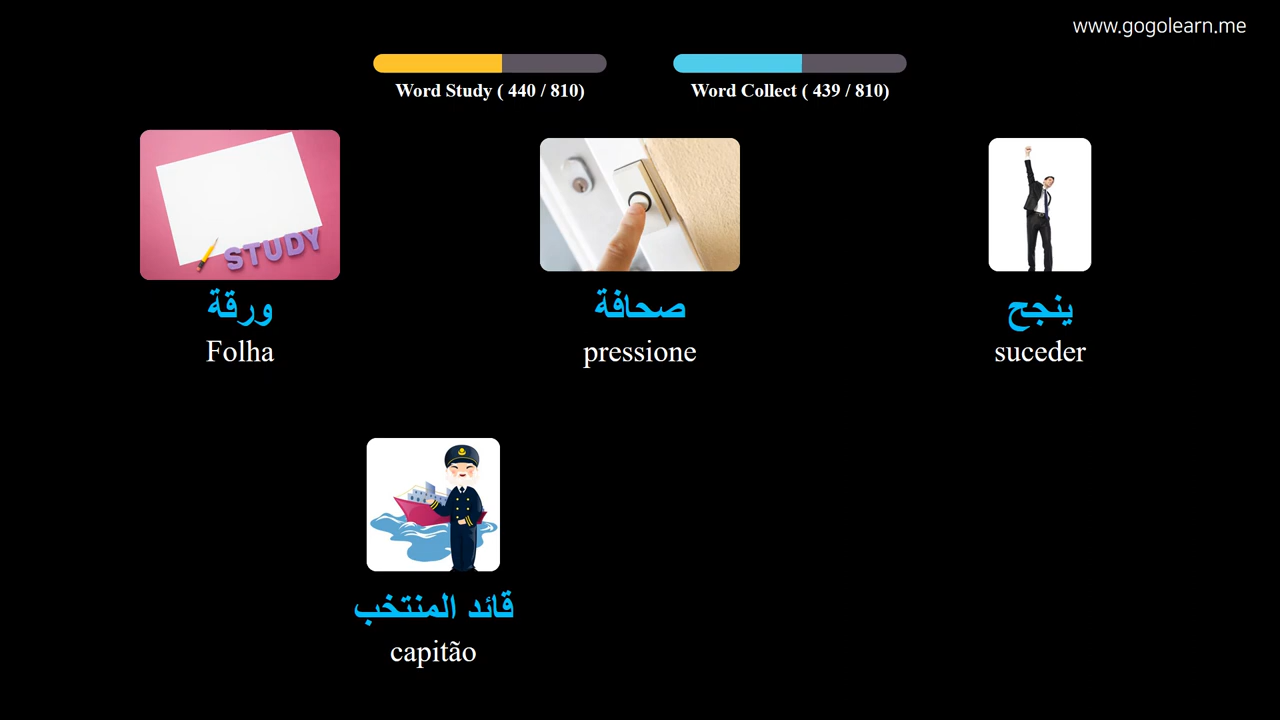 www.gogolearn.me
Word Study ( 440 / 810)
Word Collect ( 439 / 810)
STUDY
ورقة
Folha
صحافة
pressione
ينجح
suceder
قائد المنتخب
capitão